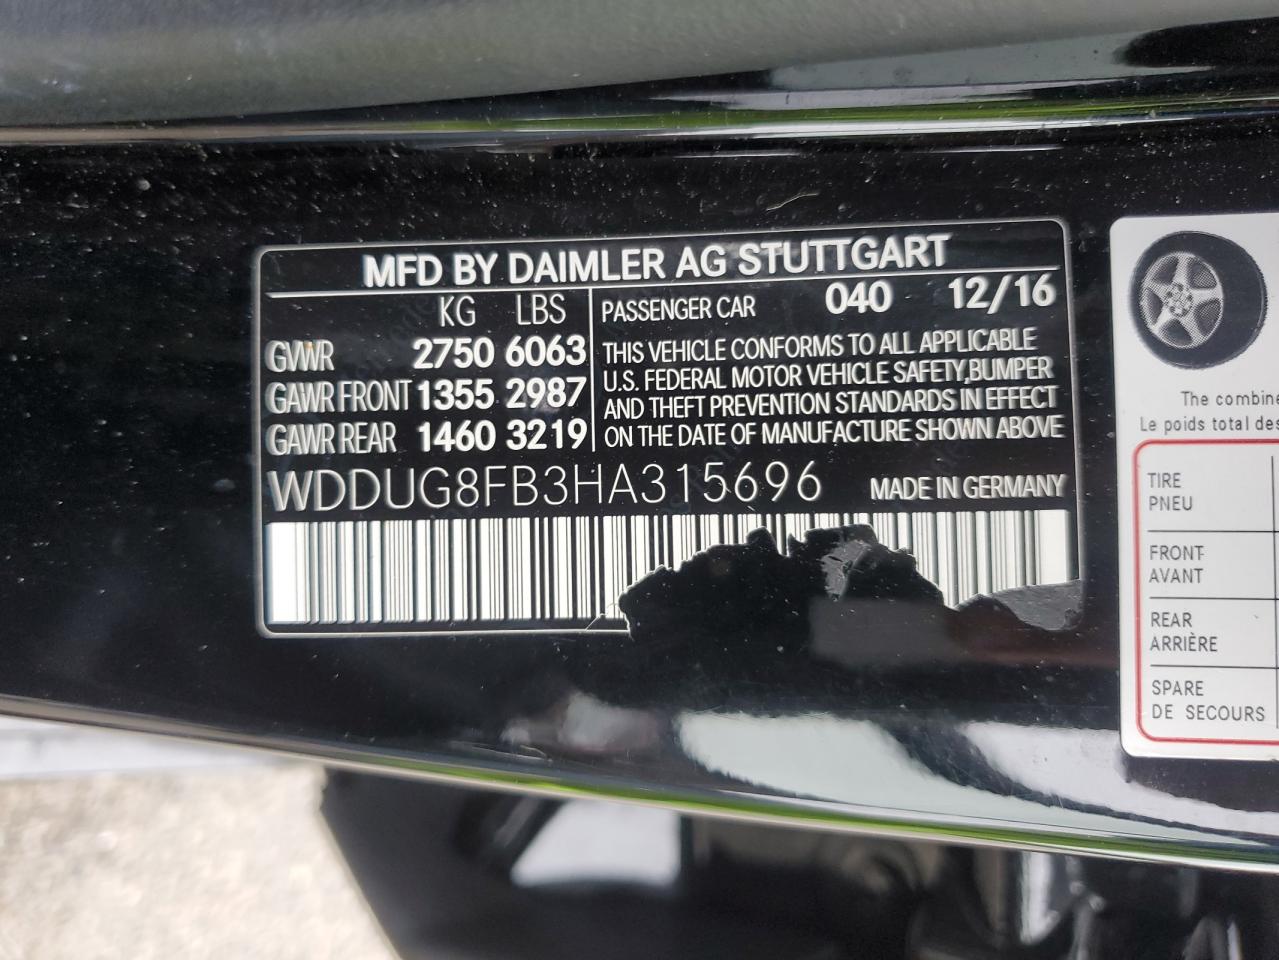 MFD BY DAIMLER AG STUTTGART
KG LBS
GVWR 2750 6063
GAWR FRONT 1355 2987
GAWR REAR 1460 3219
PASSENGER CAR 040 12/16
THIS VEHICLE CONFORMS TO ALL APPLICABLE
U.S. FEDERAL MOTOR VEHICLE SAFETY,BUMPER
AND THEFT PREVENTION STANDARDS IN EFFECT
ON THE DATE OF MANUFACTURE SHOWN ABOVE
WDDUG8FB3HA315696 MADE IN GERMANY
The combine
Le poids total des
TIRE
PNEU
FRONT
AVANT
REAR
ARRIÈRE
SPARE
DE SECOURS